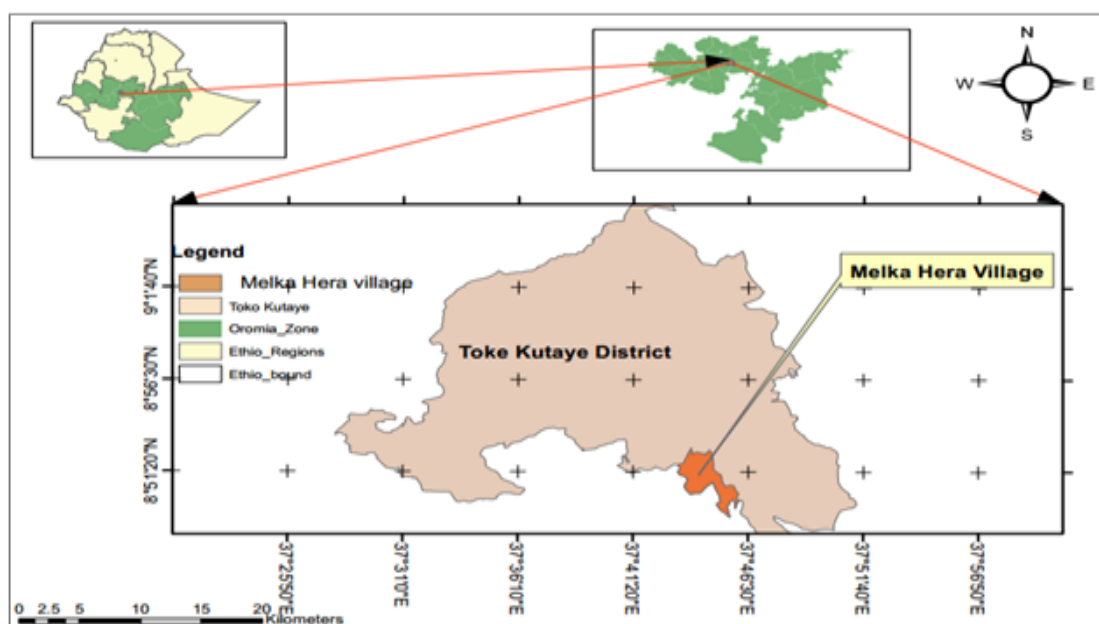 N
W E
S
Legend
Melka Hera village
Toko Kutaye
Oromia_Zone
Ethio_Regions
Ethio_bound
Melka Hera Village
Toke Kutaye District
9°1'40"N
8°56'30"N
8°51'20"N
37°25'50"E
37°31'0"E
37°36'10"E
37°41'20"E
37°46'30"E
37°51'40"E
37°56'50"E
0 2.5 5 10 15 20
Kilometers